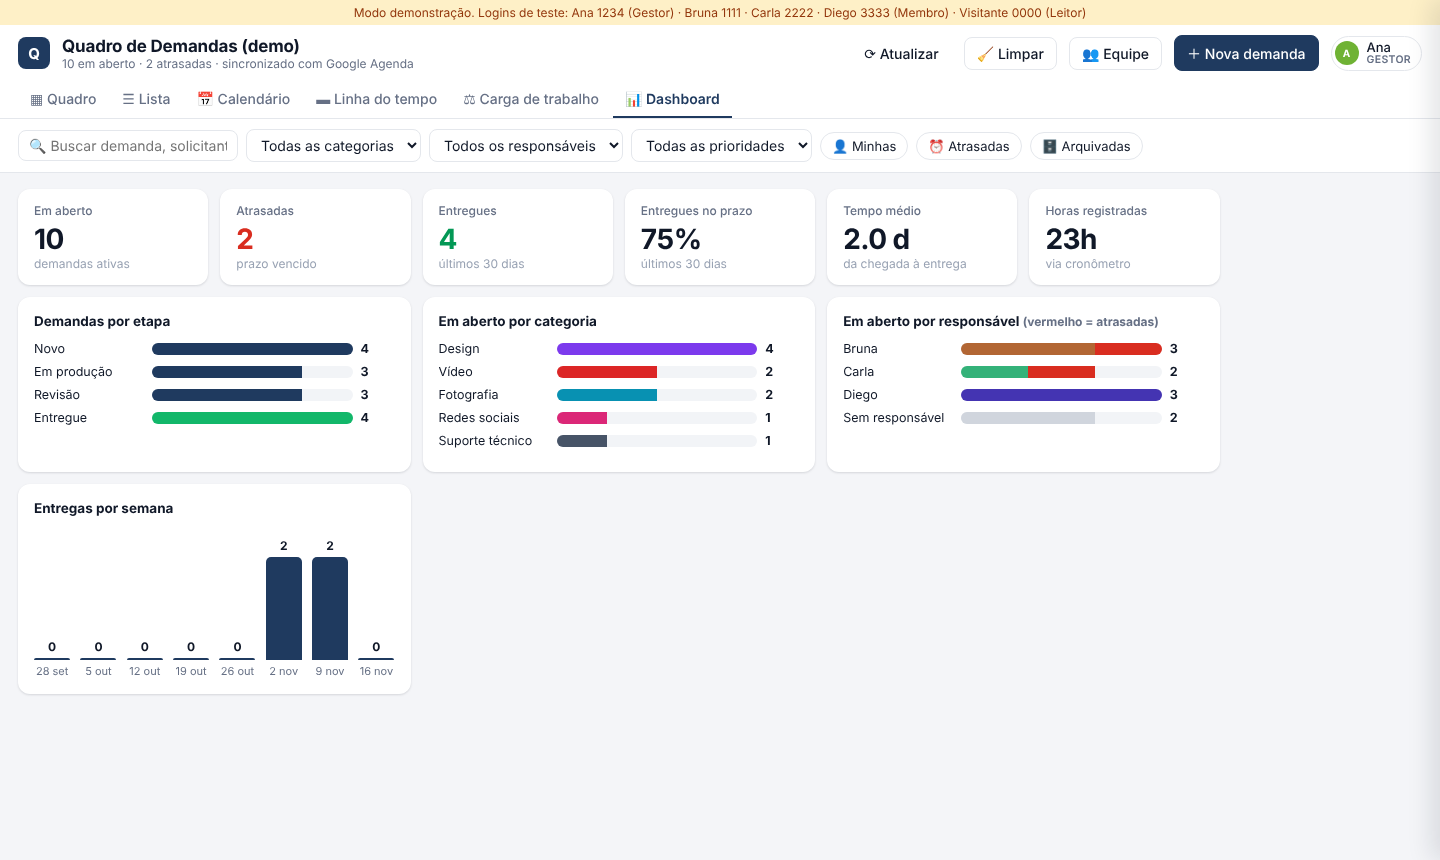 Modo demonstração. Logins de teste: Ana 1234 (Gestor) · Bruna 1111 · Carla 2222 · Diego 3333 (Membro) · Visitante 0000 (Leitor)
Q
Quadro de Demandas (demo)
10 em aberto · 2 atrasadas · sincronizado com Google Agenda
⟳ Atualizar
🧹 Limpar
👥 Equipe
＋ Nova demanda
A
Ana
GESTOR
▦ Quadro
☰ Lista
📅 Calendário
▬ Linha do tempo
⚖ Carga de trabalho
📊 Dashboard
🔍 Buscar demanda, solicitant
Todas as categorias
Todos os responsáveis
Todas as prioridades
👤 Minhas
⏰ Atrasadas
🗄️ Arquivadas
Em aberto
10
demandas ativas
Atrasadas
2
prazo vencido
Entregues
4
últimos 30 dias
Entregues no prazo
75%
últimos 30 dias
Tempo médio
2.0 d
da chegada à entrega
Horas registradas
23h
via cronômetro
Demandas por etapa
Novo 4
Em produção 3
Revisão 3
Entregue 4
Em aberto por categoria
Design 4
Vídeo 2
Fotografia 2
Redes sociais 1
Suporte técnico 1
Em aberto por responsável (vermelho = atrasadas)
Bruna 3
Carla 2
Diego 3
Sem responsável 2
Entregas por semana
0 0 0 0 0 2 2 0
28 set 5 out 12 out 19 out 26 out 2 nov 9 nov 16 nov